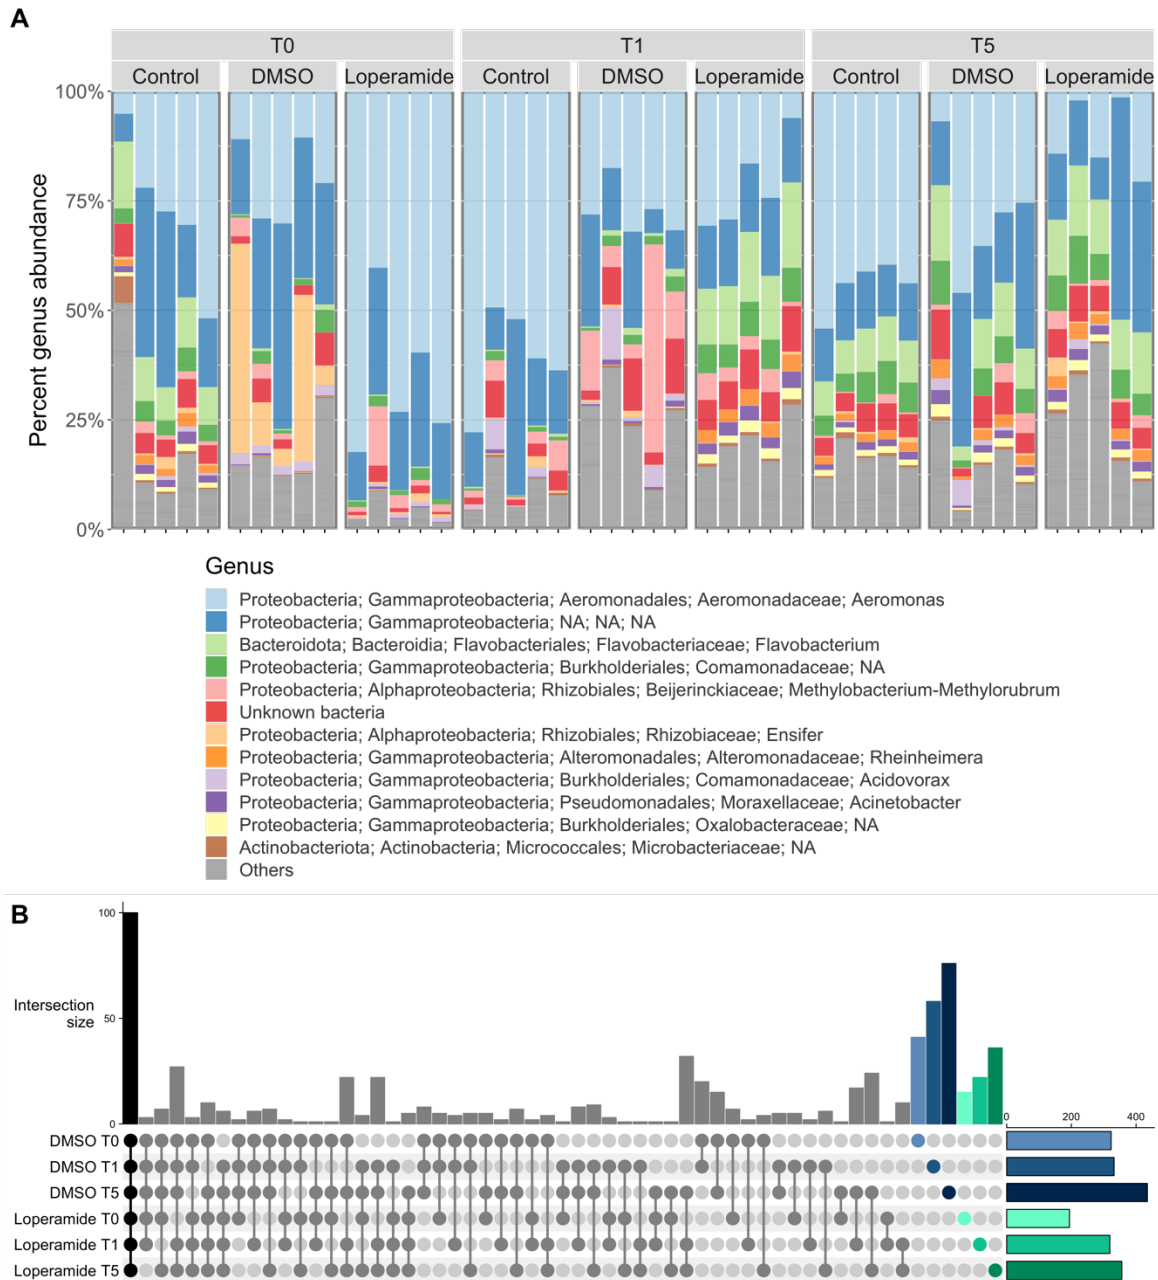 A
T0 T1 T5
Control DMSO Loperamide Control DMSO Loperamide Control DMSO Loperamide
100%
75%
50%
25%
0%
Percent genus abundance
Genus
Proteobacteria; Gammaproteobacteria; Aeromonadales; Aeromonadaceae; Aeromonas
Proteobacteria; Gammaproteobacteria; NA; NA; NA
Bacteroidota; Bacteroidia; Flavobacteriales; Flavobacteriaceae; Flavobacterium
Proteobacteria; Gammaproteobacteria; Burkholderiales; Comamonadaceae; NA
Proteobacteria; Alphaproteobacteria; Rhizobiales; Beijerinckiaceae; Methylobacterium-Methylorubrum
Unknown bacteria
Proteobacteria; Alphaproteobacteria; Rhizobiales; Rhizobiaceae; Ensifer
Proteobacteria; Gammaproteobacteria; Alteromonadales; Alteromonadaceae; Rheinheimera
Proteobacteria; Gammaproteobacteria; Burkholderiales; Comamonadaceae; Acidovorax
Proteobacteria; Gammaproteobacteria; Pseudomonadales; Moraxellaceae; Acinetobacter
Proteobacteria; Gammaproteobacteria; Burkholderiales; Oxalobacteraceae; NA
Actinobacteriota; Actinobacteria; Micrococcales; Microbacteriaceae; NA
Others
B
100
50
0
Intersection
size
0 200 400
DMSO T0
DMSO T1
DMSO T5
Loperamide T0
Loperamide T1
Loperamide T5